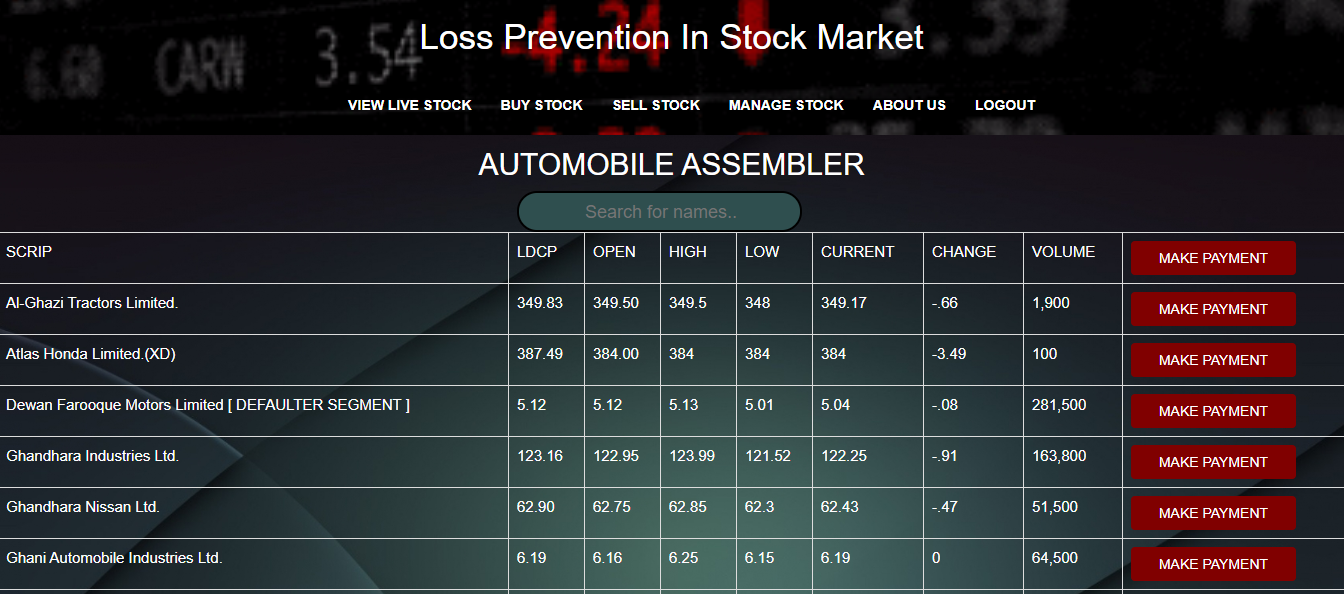 6.60 CARW 3.54 -4.24
Loss Prevention In Stock Market
VIEW LIVE STOCK BUY STOCK SELL STOCK MANAGE STOCK ABOUT US LOGOUT
AUTOMOBILE ASSEMBLER
Search for names..
SCRIP LDCP OPEN HIGH LOW CURRENT CHANGE VOLUME MAKE PAYMENT
Al-Ghazi Tractors Limited. 349.83 349.50 349.5 348 349.17 -.66 1,900 MAKE PAYMENT
Atlas Honda Limited.(XD) 387.49 384.00 384 384 384 -3.49 100 MAKE PAYMENT
Dewan Farooque Motors Limited [ DEFAULTER SEGMENT ] 5.12 5.12 5.13 5.01 5.04 -.08 281,500 MAKE PAYMENT
Ghandhara Industries Ltd. 123.16 122.95 123.99 121.52 122.25 -.91 163,800 MAKE PAYMENT
Ghandhara Nissan Ltd. 62.90 62.75 62.85 62.3 62.43 -.47 51,500 MAKE PAYMENT
Ghani Automobile Industries Ltd. 6.19 6.16 6.25 6.15 6.19 0 64,500 MAKE PAYMENT